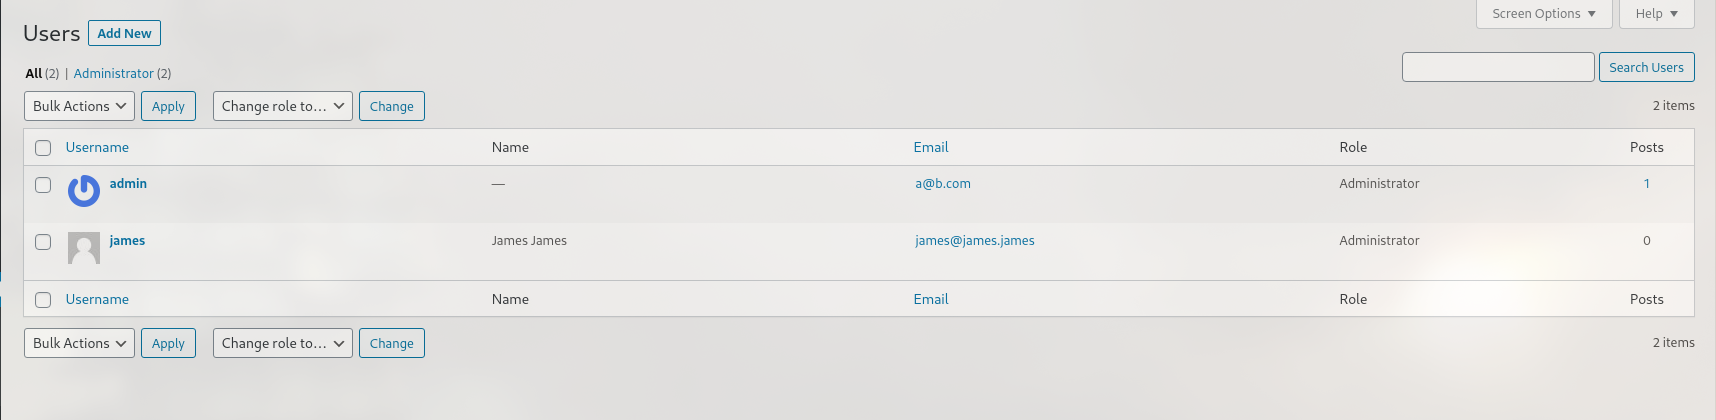 Screen Options ▼ Help ▼
Users Add New
All (2) | Administrator (2)
Search Users
Bulk Actions Apply Change role to... Change 2 items
Username Name Email Role Posts
admin — a@b.com Administrator 1
james James James james@james.james Administrator 0
Username Name Email Role Posts
Bulk Actions Apply Change role to... Change 2 items